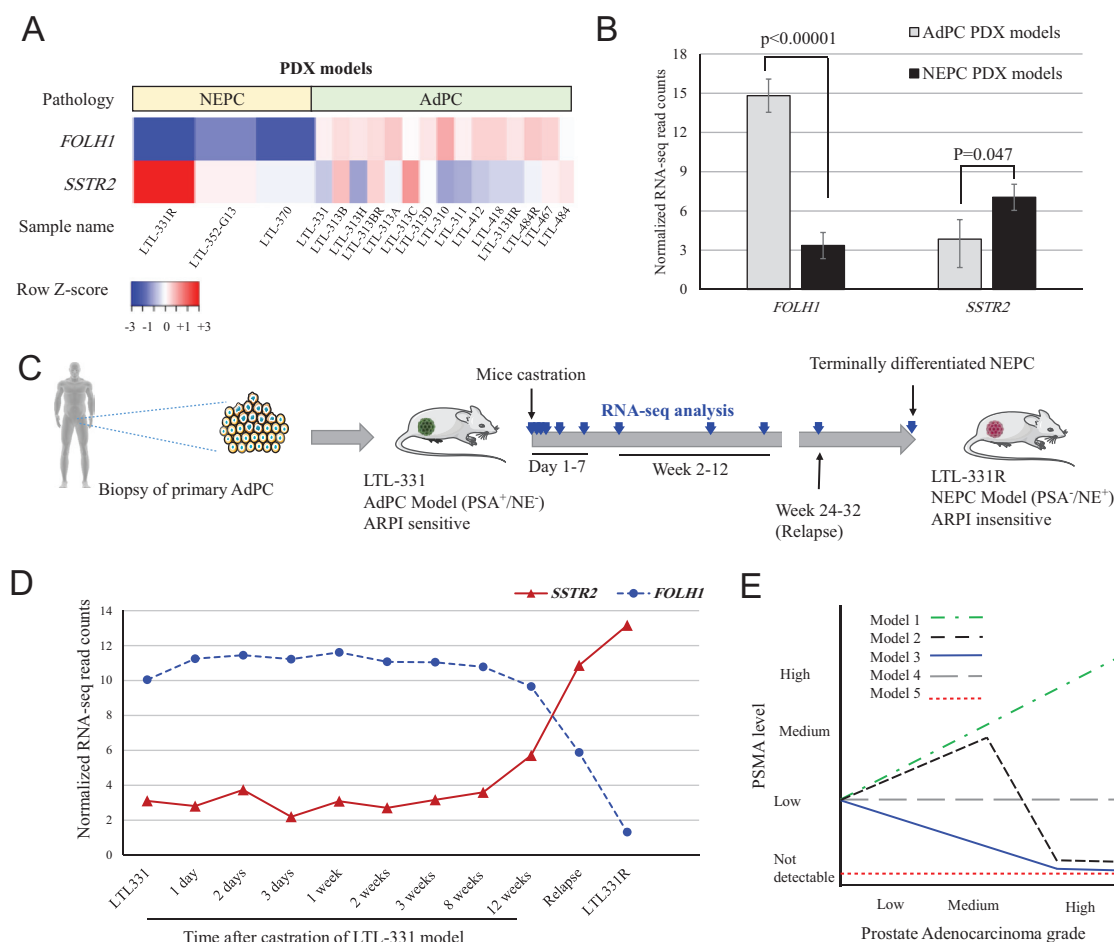 A
PDX models
Pathology
NEPC
AdPC
FOLH1
SSTR2
Sample name
LTL-331R
LTL-352-G13
LTL-370
LTL-331
LTL-313B
LTL-313H
LTL-313BR
LTL-313A
LTL-313C
LTL-313D
LTL-310
LTL-311
LTL-412
LTL-418
LTL-313HR
LTL-484R
LTL-467
LTL-484
Row Z-score
-3 -1 0 +1 +3
B
AdPC PDX models
NEPC PDX models
p<0.00001
P=0.047
Normalized RNA-seq read counts
18
15
12
9
6
3
0
FOLH1
SSTR2
C
Biopsy of primary AdPC
LTL-331
AdPC Model (PSA+/NE-)
ARPI sensitive
Mice castration
RNA-seq analysis
Day 1-7
Week 2-12
Week 24-32
(Relapse)
Terminally differentiated NEPC
LTL-331R
NEPC Model (PSA-/NE+)
ARPI insensitive
D
SSTR2
FOLH1
Normalized RNA-seq read counts
14
12
10
8
6
4
2
0
LTL331
1 day
2 days
3 days
1 week
2 weeks
3 weeks
8 weeks
12 weeks
Relapse
LTL331R
Time after castration of LTL-331 model
E
Model 1
Model 2
Model 3
Model 4
Model 5
PSMA level
High
Medium
Low
Not
detectable
Low
Medium
High
Prostate Adenocarcinoma grade